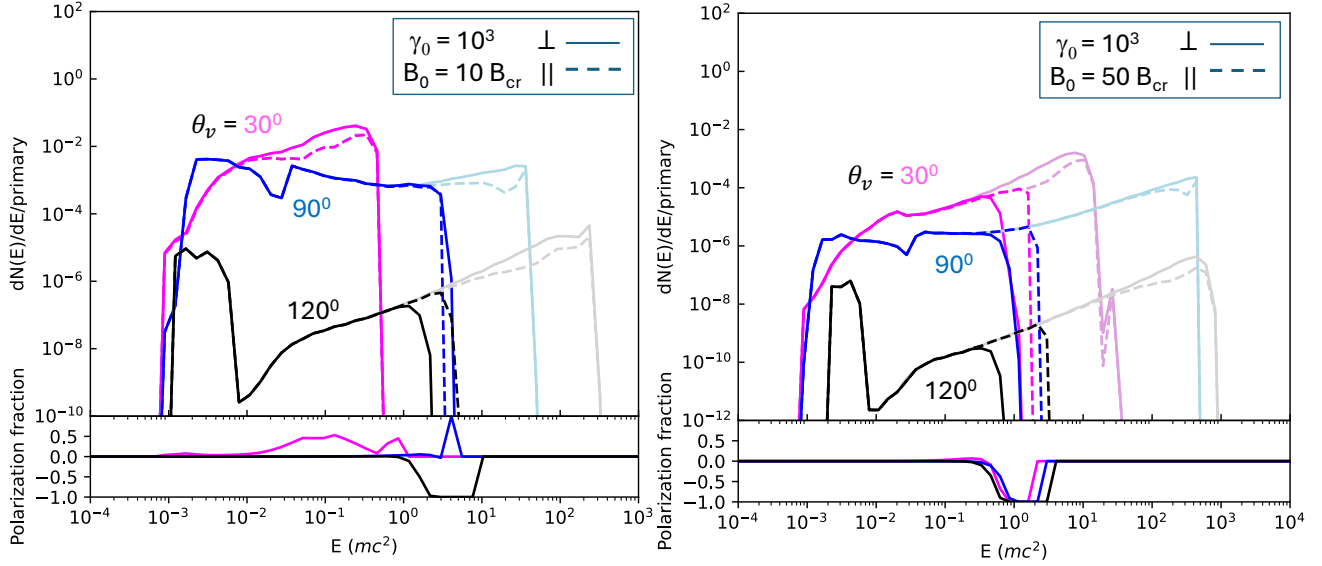 γ₀ = 10³ ⊥
B₀ = 10 B_cr ||
θ_v = 30⁰
90⁰
120⁰
dN(E)/dE/primary
10²
10⁰
10⁻²
10⁻⁴
10⁻⁶
10⁻⁸
10⁻¹⁰
Polarization fraction
0.5
0.0
−0.5
−1.0
10⁻⁴ 10⁻³ 10⁻² 10⁻¹ 10⁰ 10¹ 10² 10³
E (mc²)
γ₀ = 10³ ⊥
B₀ = 50 B_cr ||
θ_v = 30⁰
90⁰
120⁰
dN(E)/dE/primary
10²
10⁰
10⁻²
10⁻⁴
10⁻⁶
10⁻⁸
10⁻¹⁰
10⁻¹²
Polarization fraction
0.5
0.0
−0.5
−1.0
10⁻⁴ 10⁻³ 10⁻² 10⁻¹ 10⁰ 10¹ 10² 10³ 10⁴
E (mc²)